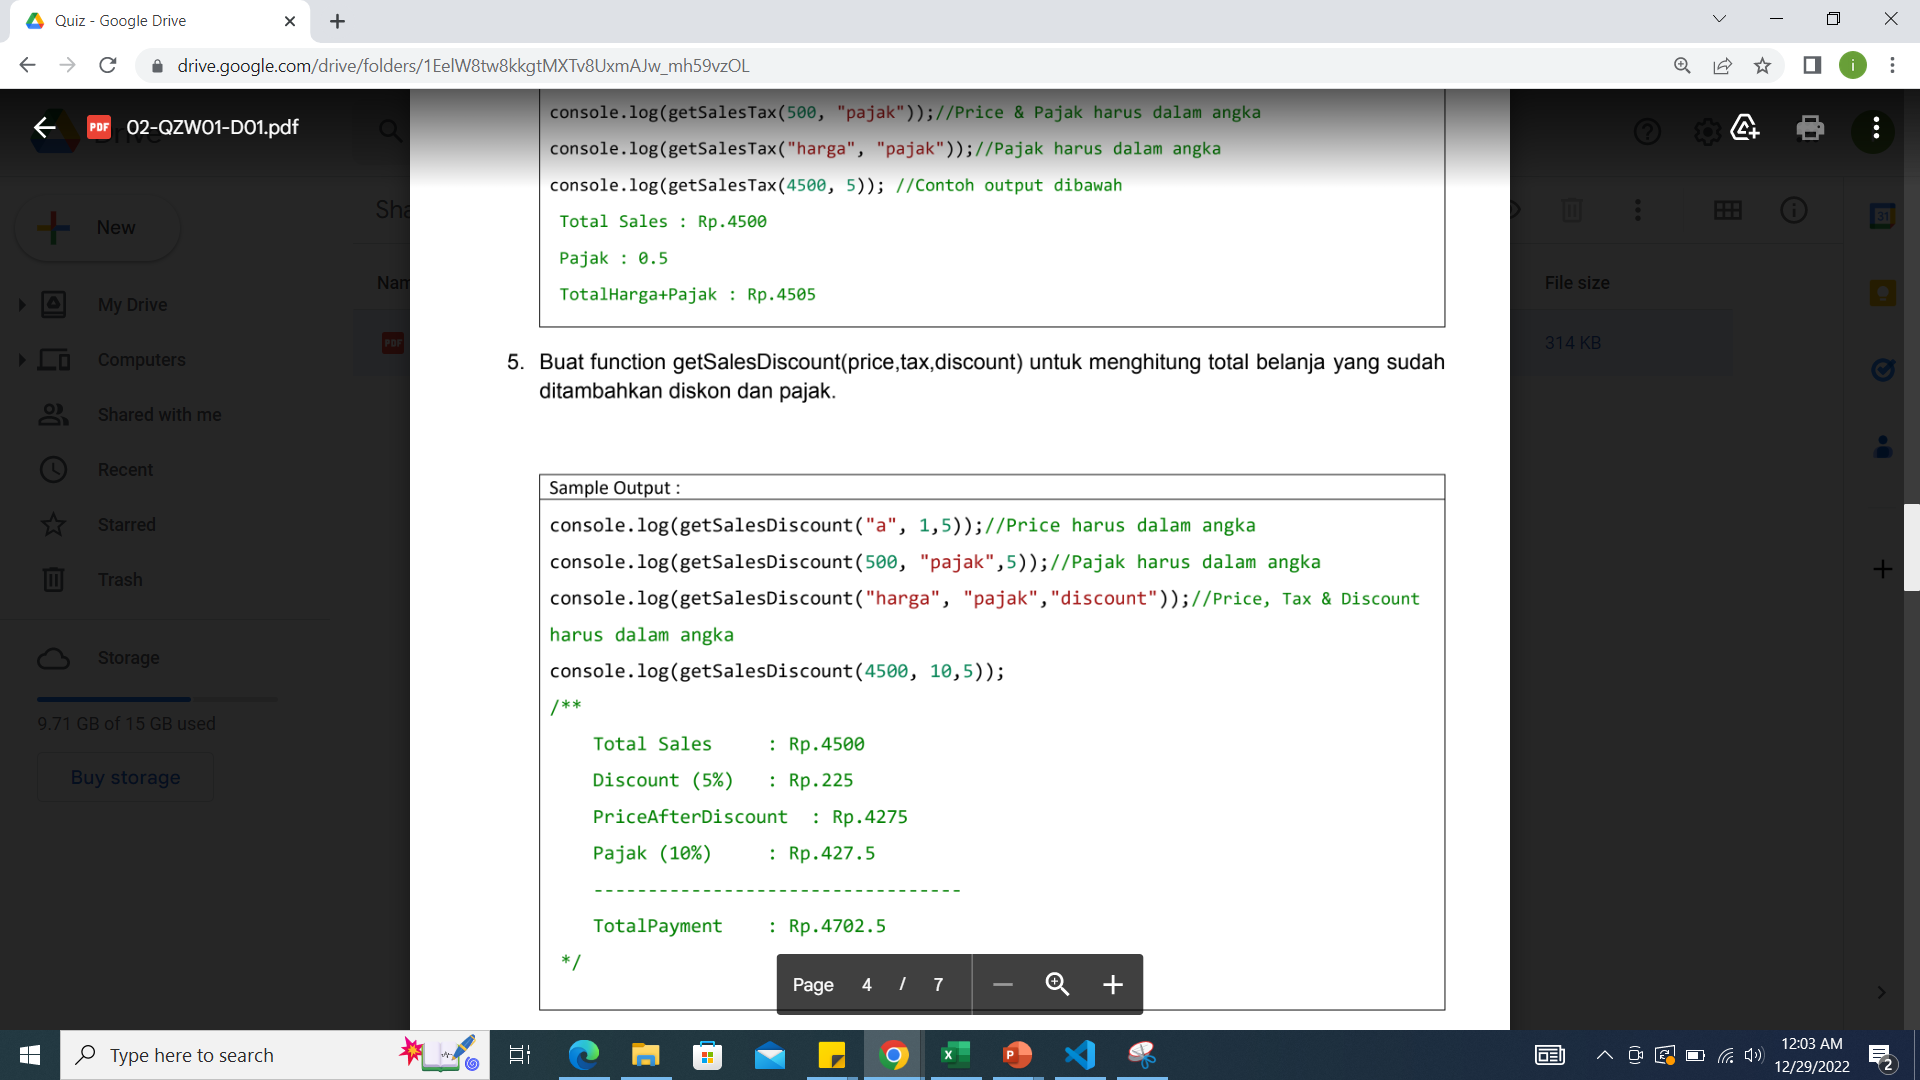 Quiz - Google Drive
drive.google.com/drive/folders/1EelW8tw8kkgtMXTv8UxmAJw_mh59vzOL
i
PDF 02-QZW01-D01.pdf
New
My Drive
Computers
Shared with me
Recent
Starred
Trash
Storage
9.71 GB of 15 GB used
Buy storage
PDF
File size
314 KB
31
console.log(getSalesTax(500, "pajak"));//Price & Pajak harus dalam angka
console.log(getSalesTax("harga", "pajak"));//Pajak harus dalam angka
console.log(getSalesTax(4500, 5)); //Contoh output dibawah
Total Sales : Rp.4500
Pajak : 0.5
TotalHarga+Pajak : Rp.4505
5. Buat function getSalesDiscount(price,tax,discount) untuk menghitung total belanja yang sudah
ditambahkan diskon dan pajak.
Sample Output :
console.log(getSalesDiscount("a", 1,5));//Price harus dalam angka
console.log(getSalesDiscount(500, "pajak",5));//Pajak harus dalam angka
console.log(getSalesDiscount("harga", "pajak","discount"));//Price, Tax & Discount
harus dalam angka
console.log(getSalesDiscount(4500, 10,5));
/**
Total Sales : Rp.4500
Discount (5%) : Rp.225
PriceAfterDiscount : Rp.4275
Pajak (10%) : Rp.427.5
----------------------------------
TotalPayment : Rp.4702.5
*/
Page 4 / 7
Type here to search
12:03 AM
12/29/2022
2